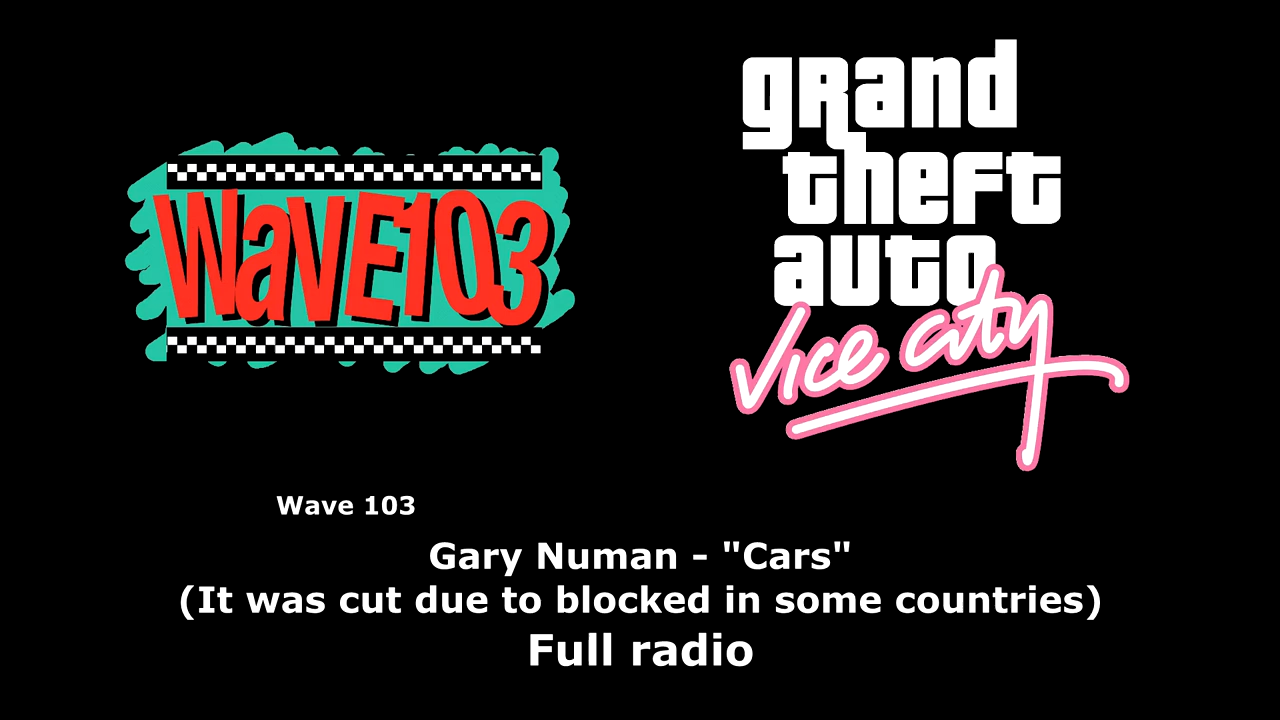 WaVE103
grand
theft
auto
vice city
Wave 103
Gary Numan - "Cars"
(It was cut due to blocked in some countries)
Full radio